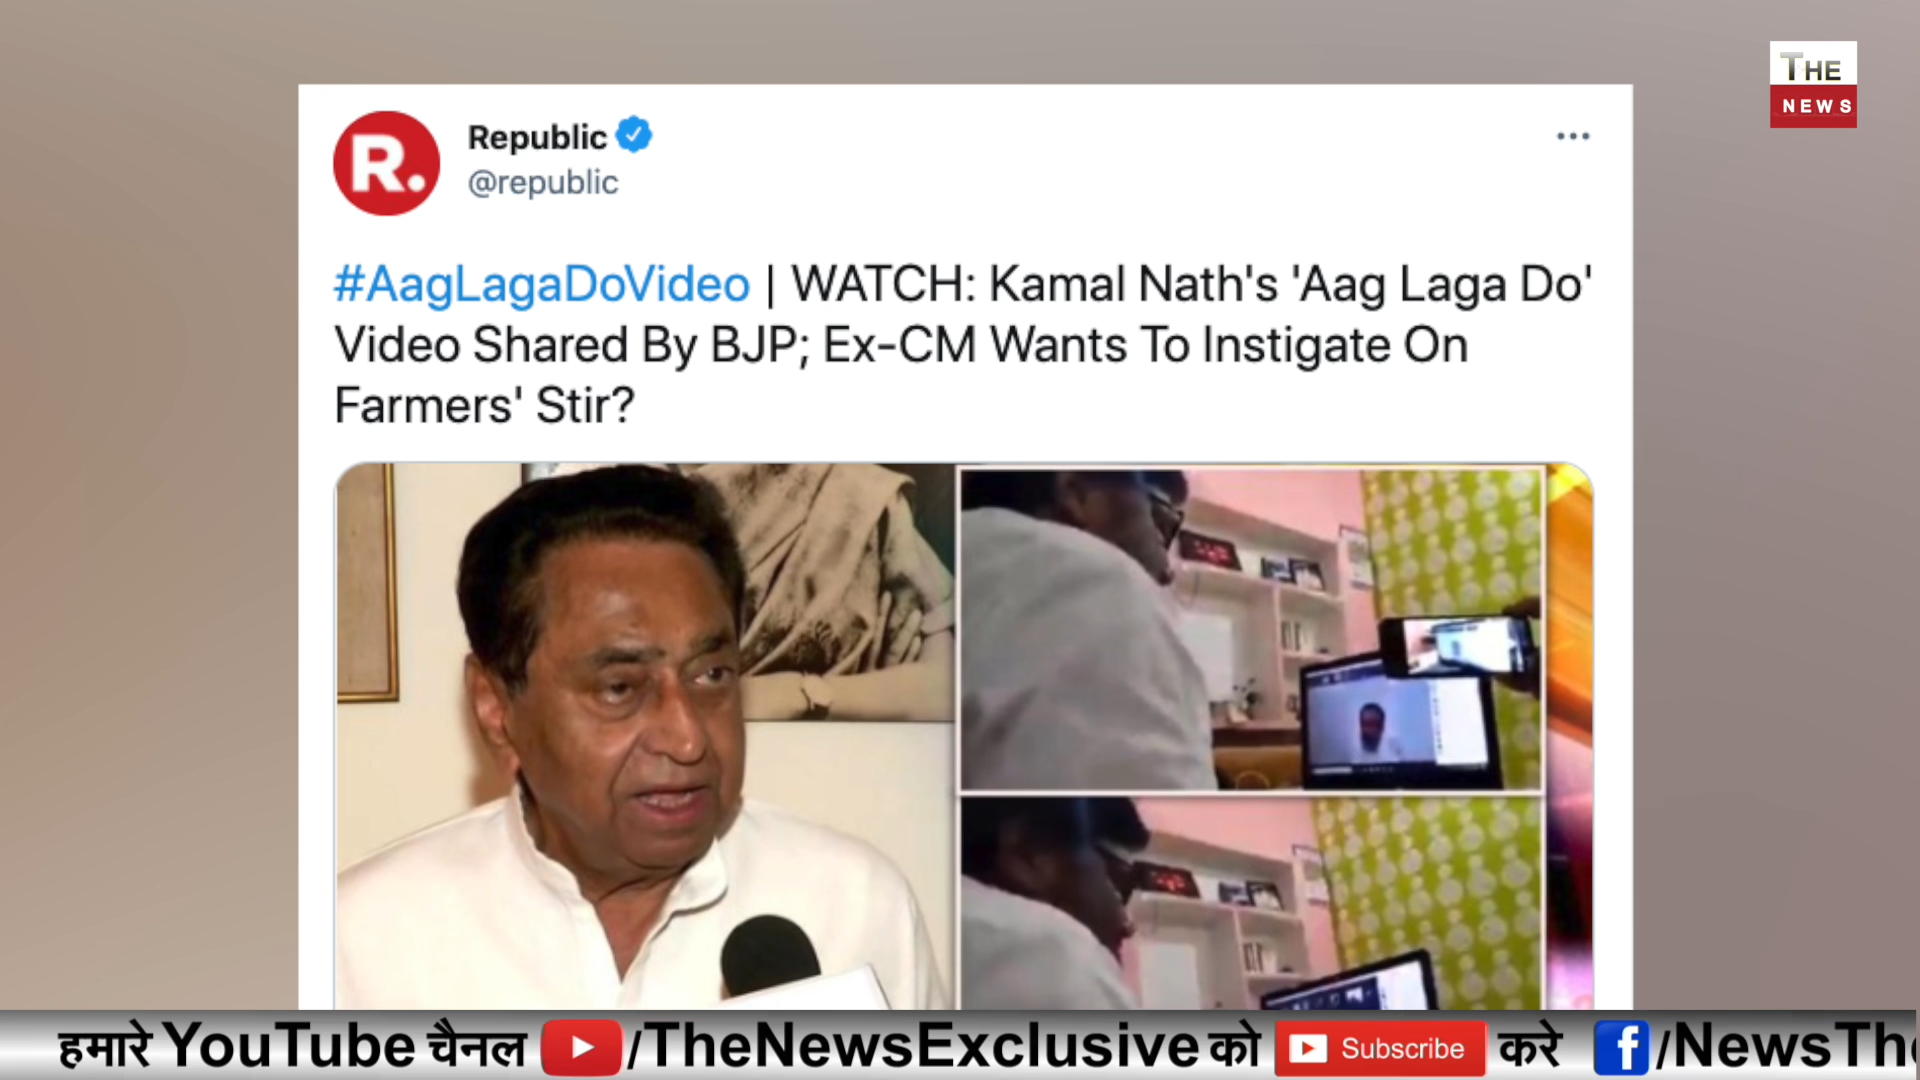 THE
NEWS
R.
Republic
@republic
#AagLagaDoVideo | WATCH: Kamal Nath's 'Aag Laga Do'
Video Shared By BJP; Ex-CM Wants To Instigate On
Farmers' Stir?
हमारे YouTube चैनल /TheNewsExclusive को Subscribe करे f /NewsThe